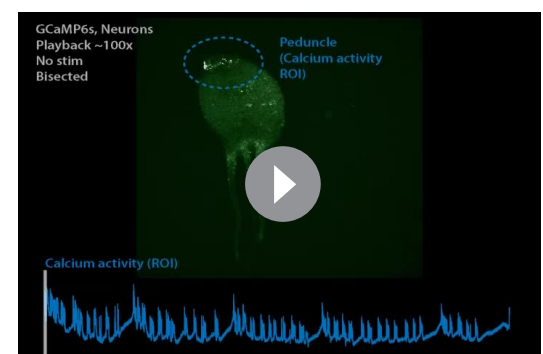 GCaMP6s, Neurons
Playback ~100x
No stim
Bisected
Peduncle
(Calcium activity
ROI)
Calcium activity (ROI)